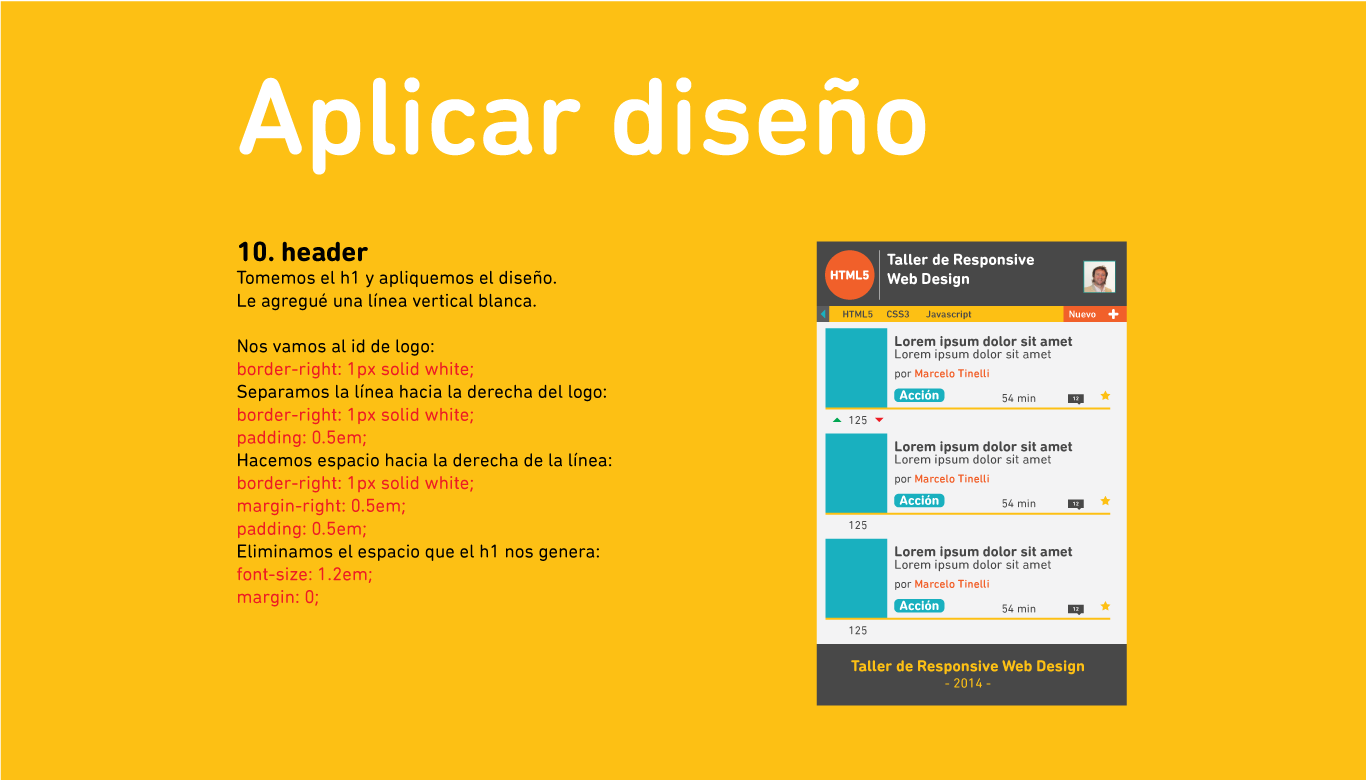 Aplicar diseño
10. header
Tomemos el h1 y apliquemos el diseño.
Le agregué una línea vertical blanca.
Nos vamos al id de logo:
border-right: 1px solid white;
Separamos la línea hacia la derecha del logo:
border-right: 1px solid white;
padding: 0.5em;
Hacemos espacio hacia la derecha de la línea:
border-right: 1px solid white;
margin-right: 0.5em;
padding: 0.5em;
Eliminamos el espacio que el h1 nos genera:
font-size: 1.2em;
margin: 0;
HTML5
Taller de Responsive
Web Design
HTML5 CSS3 Javascript Nuevo
Lorem ipsum dolor sit amet
Lorem ipsum dolor sit amet
por Marcelo Tinelli
Acción 54 min 12
125
Lorem ipsum dolor sit amet
Lorem ipsum dolor sit amet
por Marcelo Tinelli
Acción 54 min 12
125
Lorem ipsum dolor sit amet
Lorem ipsum dolor sit amet
por Marcelo Tinelli
Acción 54 min 12
125
Taller de Responsive Web Design
- 2014 -